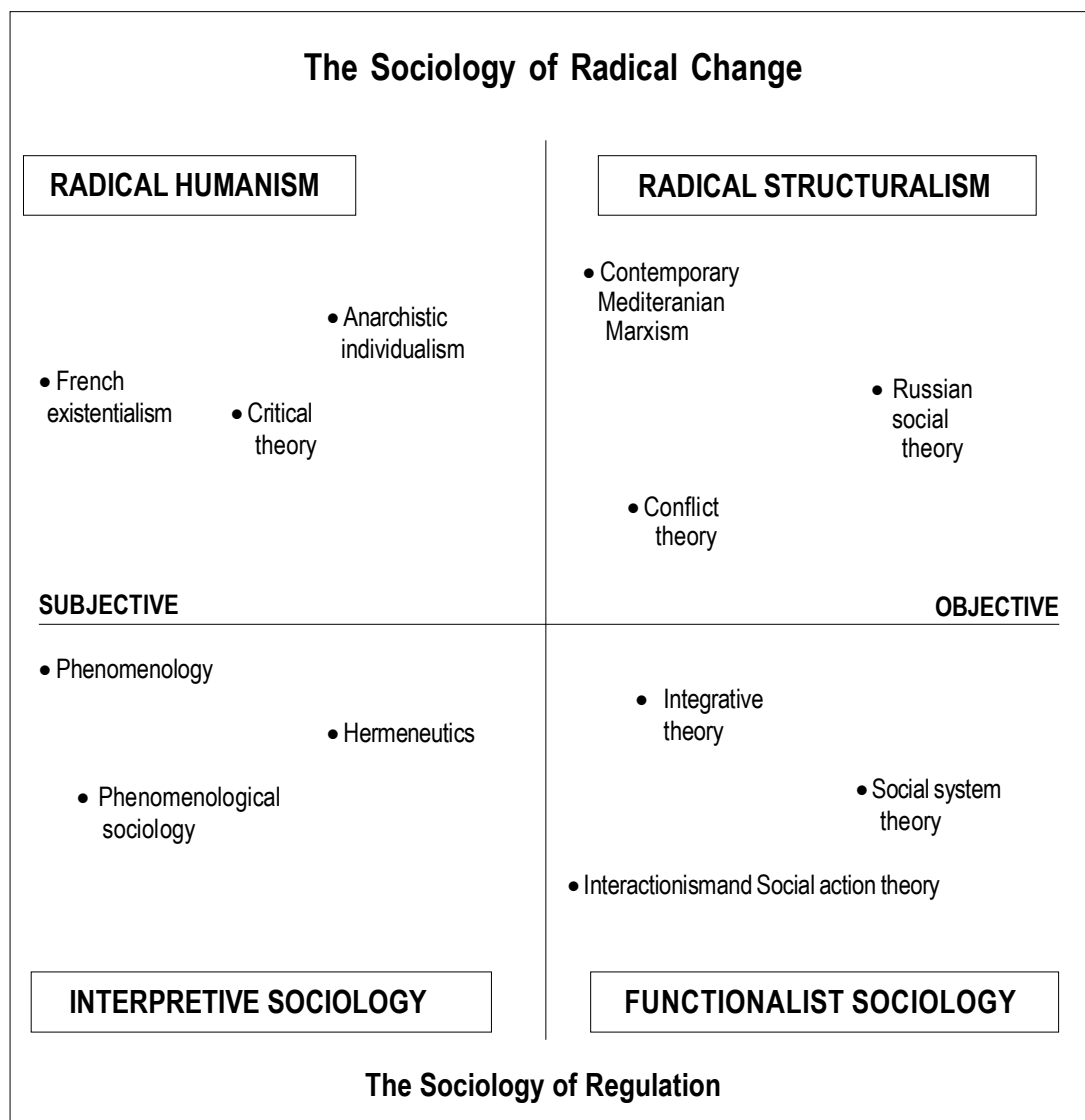 The Sociology of Radical Change
RADICAL HUMANISM
RADICAL STRUCTURALISM
• Contemporary
Mediteranian
Marxism
• Anarchistic
individualism
• French
existentialism
• Critical
theory
• Russian
social
theory
• Conflict
theory
SUBJECTIVE
OBJECTIVE
• Phenomenology
• Hermeneutics
• Phenomenological
sociology
• Integrative
theory
• Social system
theory
• Interactionismand Social action theory
INTERPRETIVE SOCIOLOGY
FUNCTIONALIST SOCIOLOGY
The Sociology of Regulation